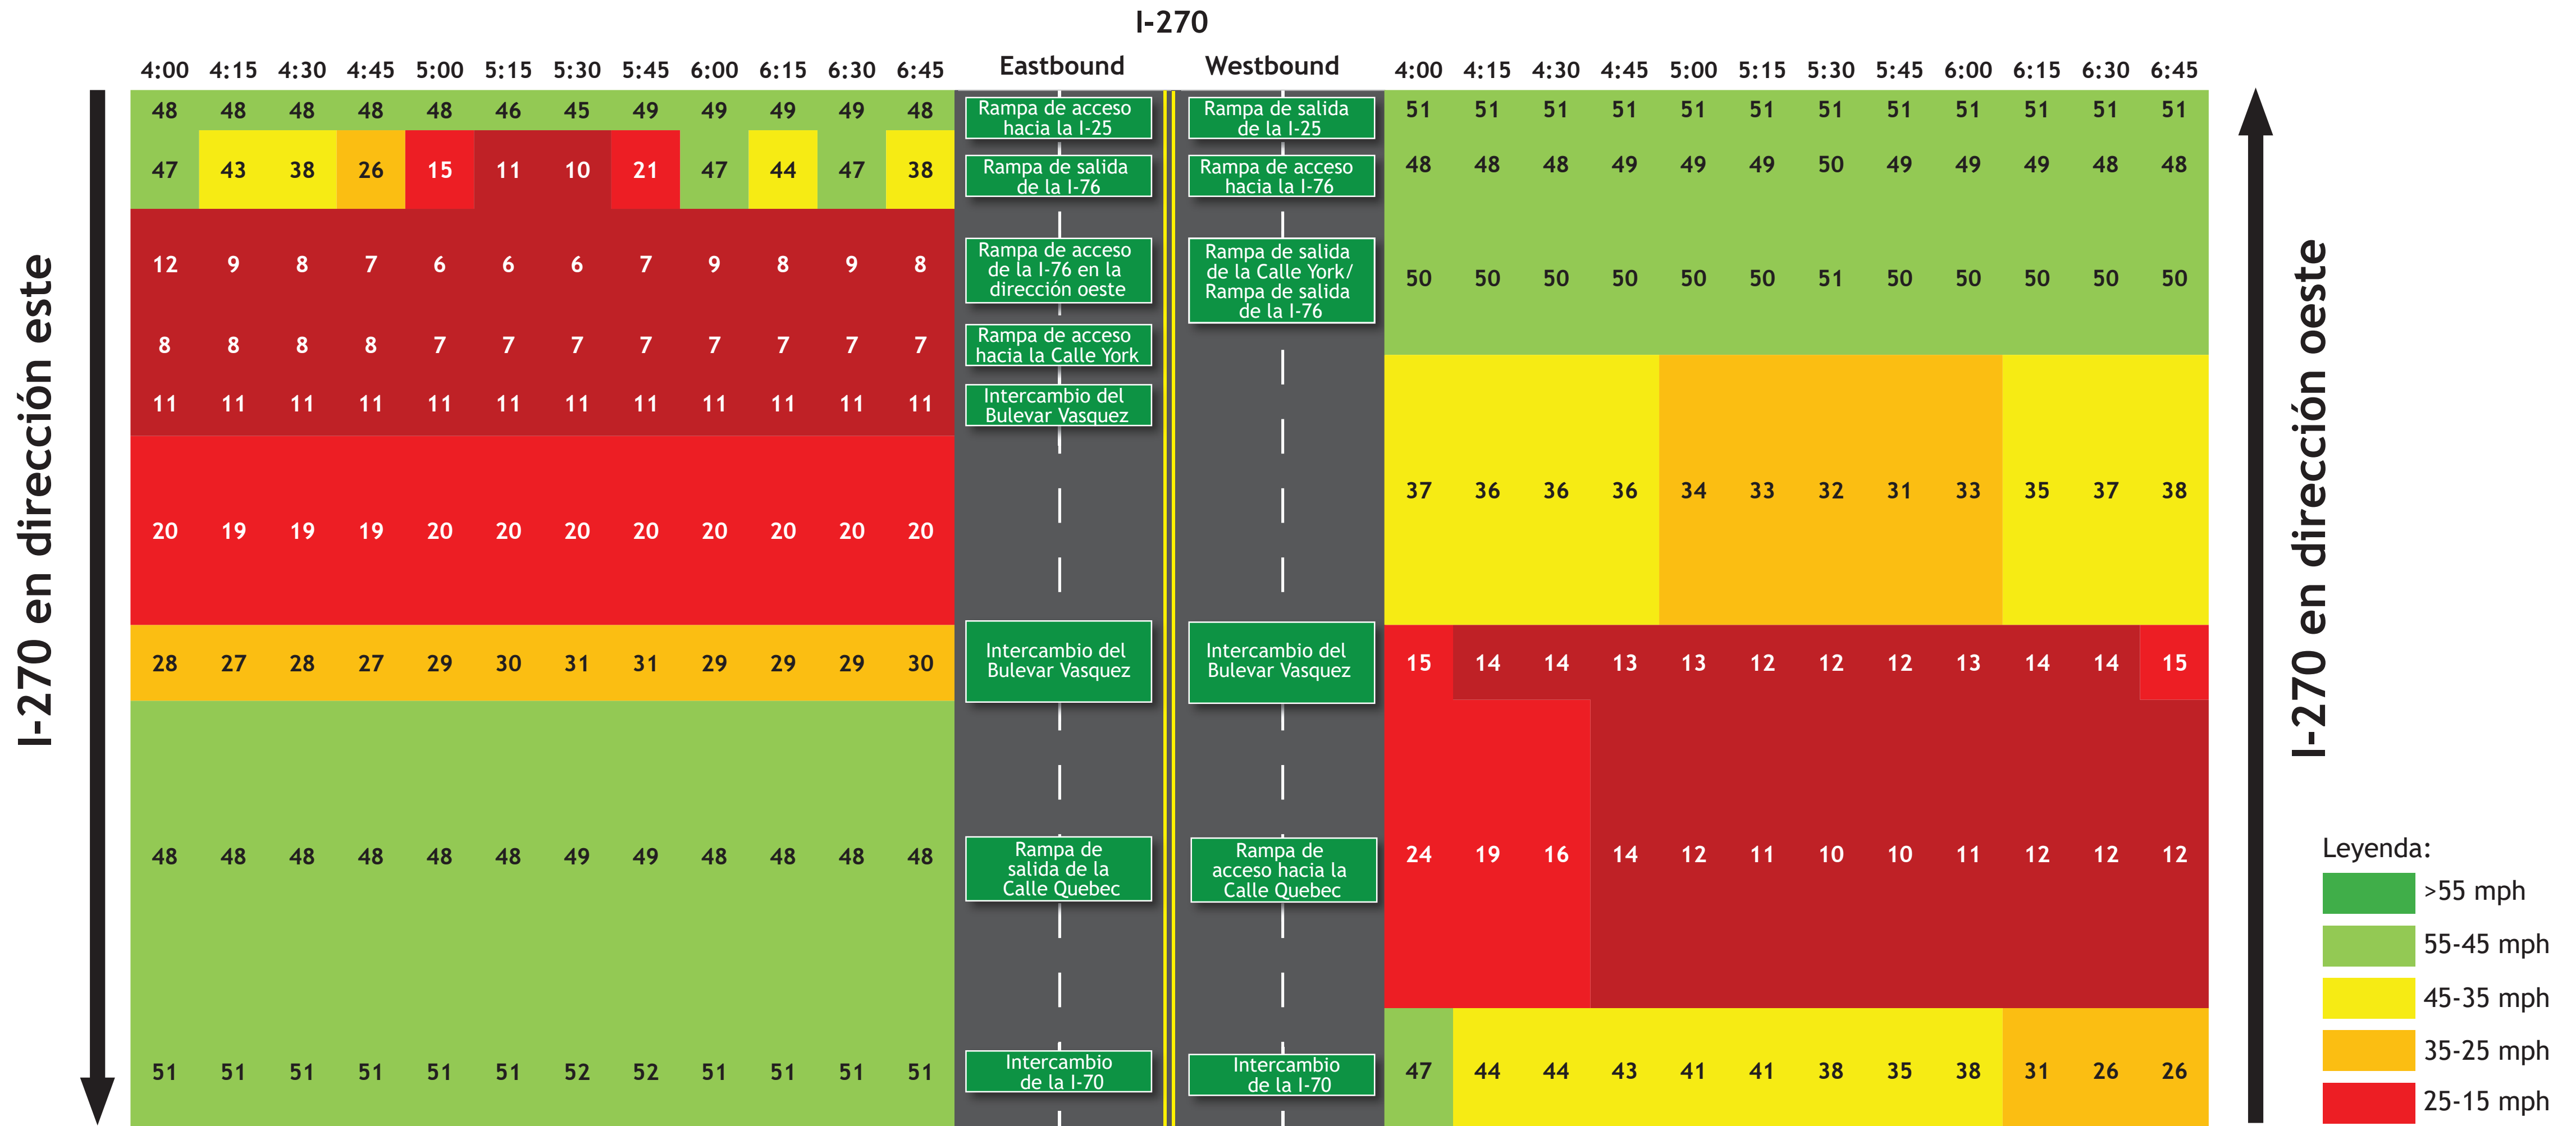 I-270
Eastbound
Westbound
4:00 4:15 4:30 4:45 5:00 5:15 5:30 5:45 6:00 6:15 6:30 6:45
4:00 4:15 4:30 4:45 5:00 5:15 5:30 5:45 6:00 6:15 6:30 6:45
I-270 en dirección este
48 48 48 48 48 46 45 49 49 49 49 48
47 43 38 26 15 11 10 21 47 44 47 38
12 9 8 7 6 6 6 7 9 8 9 8
8 8 8 8 7 7 7 7 7 7 7 7
11 11 11 11 11 11 11 11 11 11 11 11
20 19 19 19 20 20 20 20 20 20 20 20
28 27 28 27 29 30 31 31 29 29 29 30
48 48 48 48 48 48 49 49 48 48 48 48
51 51 51 51 51 51 52 52 51 51 51 51
Rampa de acceso
hacia la I-25
Rampa de salida
de la I-76
Rampa de acceso
de la I-76 en la
dirección oeste
Rampa de acceso
hacia la Calle York
Intercambio del
Bulevar Vasquez
Intercambio del
Bulevar Vasquez
Rampa de
salida de la
Calle Quebec
Intercambio
de la I-70
Rampa de salida
de la I-25
Rampa de acceso
hacia la I-76
Rampa de salida
de la Calle York/
Rampa de salida
de la I-76
Intercambio del
Bulevar Vasquez
Rampa de
acceso hacia la
Calle Quebec
Intercambio
de la I-70
51 51 51 51 51 51 51 51 51 51 51 51
48 48 48 49 49 49 50 49 49 49 48 48
50 50 50 50 50 50 51 50 50 50 50 50
37 36 36 36 34 33 32 31 33 35 37 38
15 14 14 13 13 12 12 12 13 14 14 15
24 19 16 14 12 11 10 10 11 12 12 12
47 44 44 43 41 41 38 35 38 31 26 26
I-270 en dirección oeste
Leyenda:
>55 mph
55-45 mph
45-35 mph
35-25 mph
25-15 mph